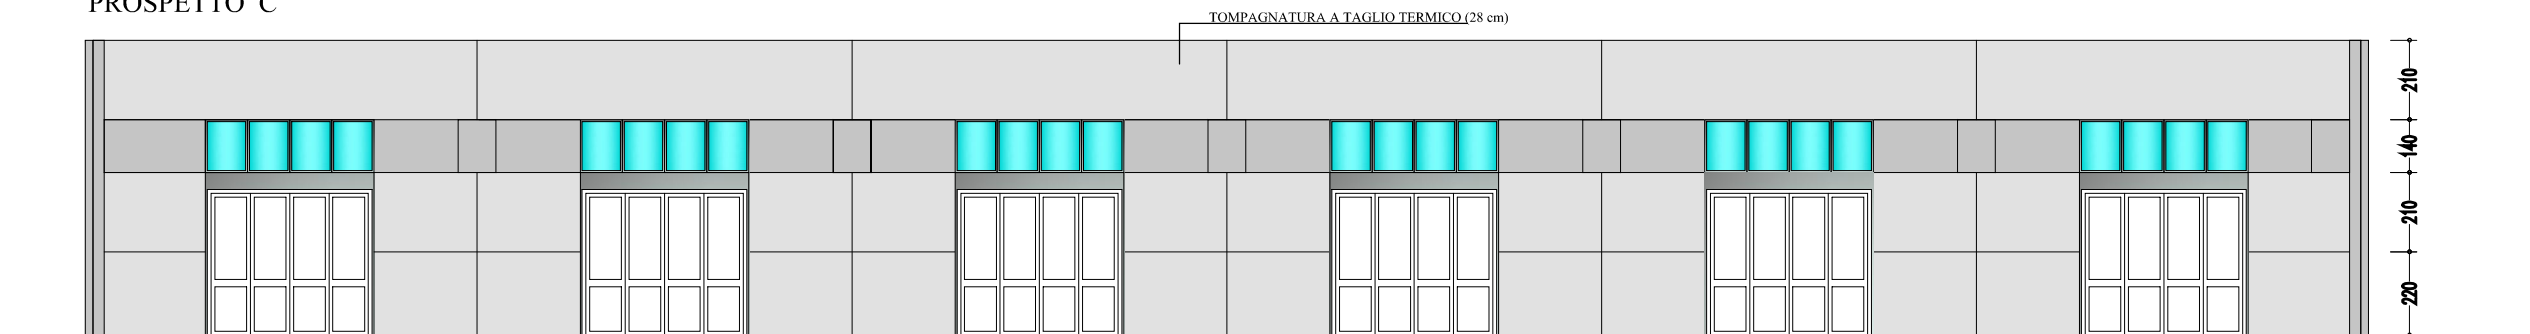 PROSPETTO C
TOMPAGNATURA A TAGLIO TERMICO (28 cm)
210
140
210
220